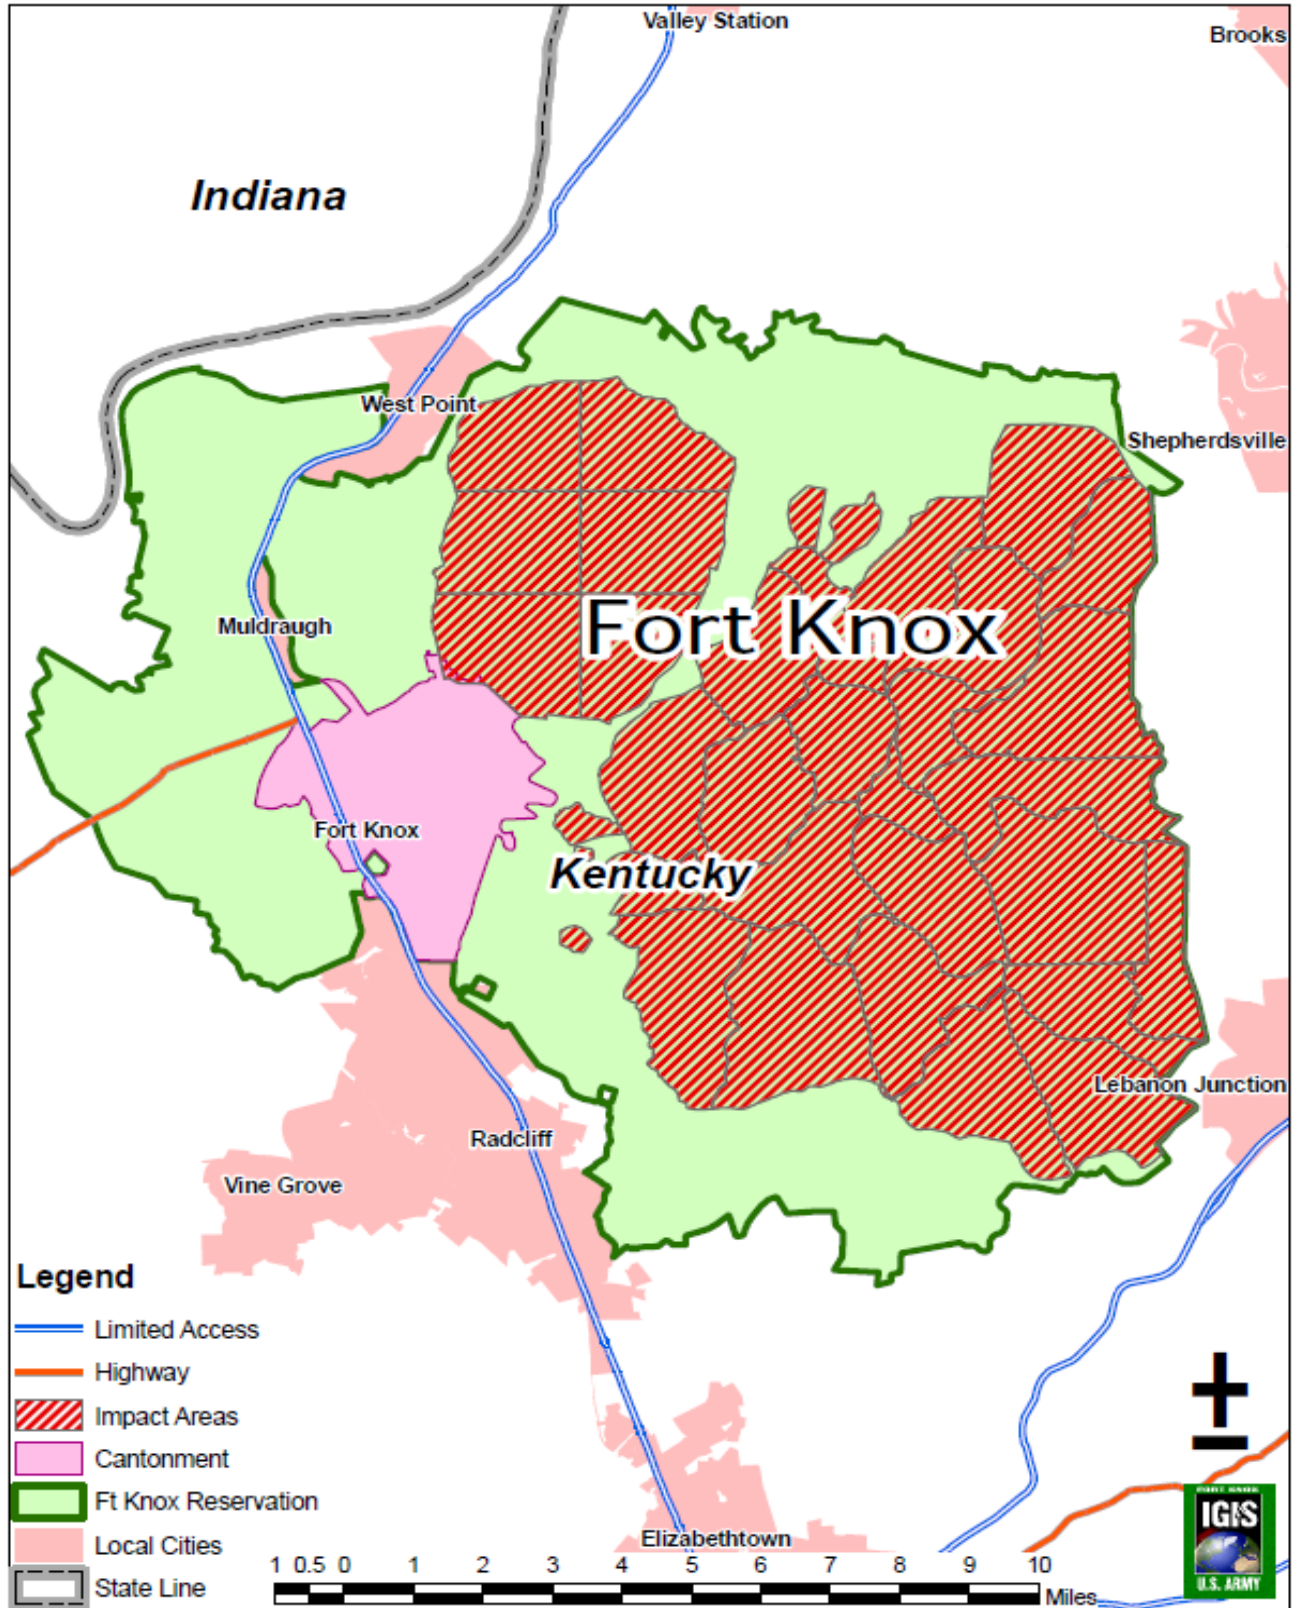 Valley Station
Brooks
Indiana
West Point
Shepherdsville
Muldraugh
Fort Knox
Fort Knox
Kentucky
Lebanon Junction
Radcliff
Vine Grove
Legend
Limited Access
Highway
Impact Areas
Cantonment
Ft Knox Reservation
Local Cities
State Line
Elizabethtown
1 0.5 0 1 2 3 4 5 6 7 8 9 10
Miles
±
FORT KNOX
IGIS
U.S. ARMY